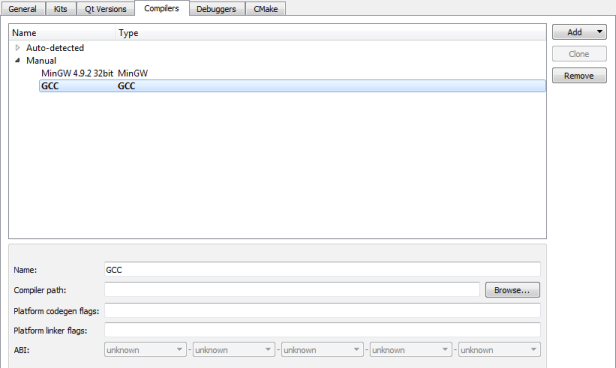 General Kits Qt Versions Compilers Debuggers CMake
Name Type Add
Auto-detected Clone
Manual
MinGW 4.9.2 32bit MinGW Remove
GCC GCC
Name: GCC
Compiler path: Browse...
Platform codegen flags:
Platform linker flags:
ABI: unknown - unknown - unknown - unknown - unknown